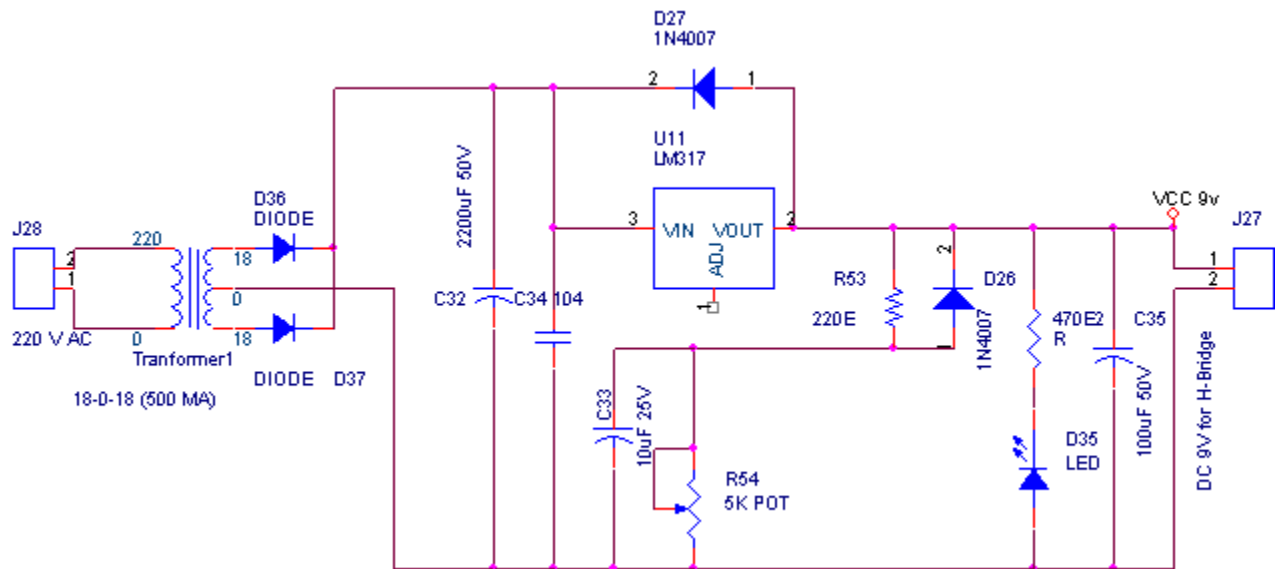 D27
1N4007
2
1
U11
LM317
3
VIN VOUT
2
ADJ
1
2200uF 50V
C32
C34 104
D36
DIODE
J28
2
1
220 V AC
220
0
18
0
18
Tranformer1
DIODE D37
18-0-18 (500 MA)
R53
220E
2
D26
1
1N4007
C33
10uF 25V
R54
5K POT
470E2
R
D35
LED
C35
100uF 50V
VCC 9v
J27
1
2
DC 9V for H-Bridge